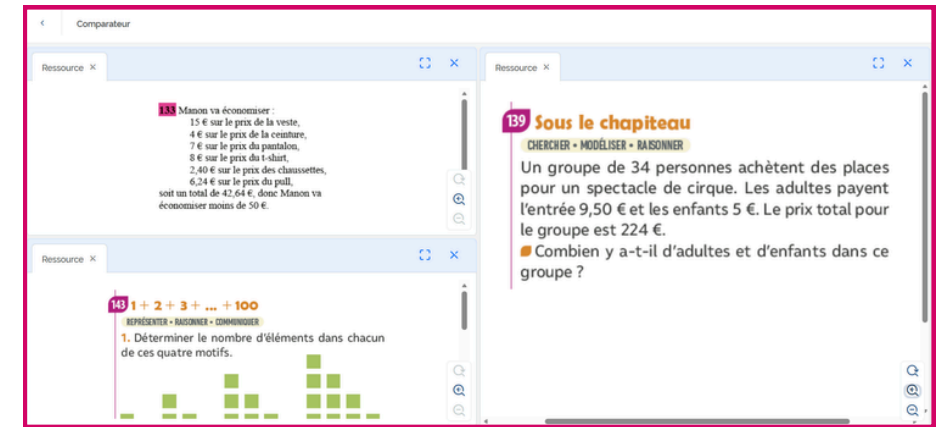 Comparateur
Ressource ×
133 Manon va économiser :
15 € sur le prix de la veste,
4 € sur le prix de la ceinture,
7 € sur le prix du pantalon,
8 € sur le prix du t-shirt,
2,40 € sur le prix des chaussettes,
6,24 € sur le prix du pull,
soit un total de 42,64 €, donc Manon va
économiser moins de 50 €.
Ressource ×
143 1 + 2 + 3 + ... + 100
REPRÉSENTER • RAISONNER • COMMUNIQUER
1. Déterminer le nombre d'éléments dans chacun
de ces quatre motifs.
Ressource ×
139 Sous le chapiteau
CHERCHER • MODÉLISER • RAISONNER
Un groupe de 34 personnes achètent des places
pour un spectacle de cirque. Les adultes payent
l'entrée 9,50 € et les enfants 5 €. Le prix total pour
le groupe est 224 €.
Combien y a-t-il d'adultes et d'enfants dans ce
groupe ?